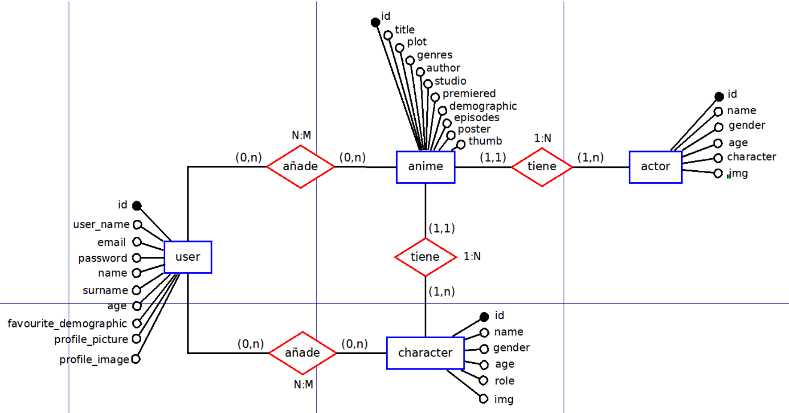 id
title
plot
genres
author
studio
premiered
demographic
episodes
poster
thumb
id
name
gender
age
character
img
N:M
(0,n)
añade
(0,n)
anime
(1,1)
1:N
tiene
(1,n)
actor
id
user_name
email
password
name
surname
age
favourite_demographic
profile_picture
profile_image
user
(1,1)
tiene
1:N
(1,n)
(0,n)
añade
(0,n)
N:M
character
id
name
gender
age
role
img